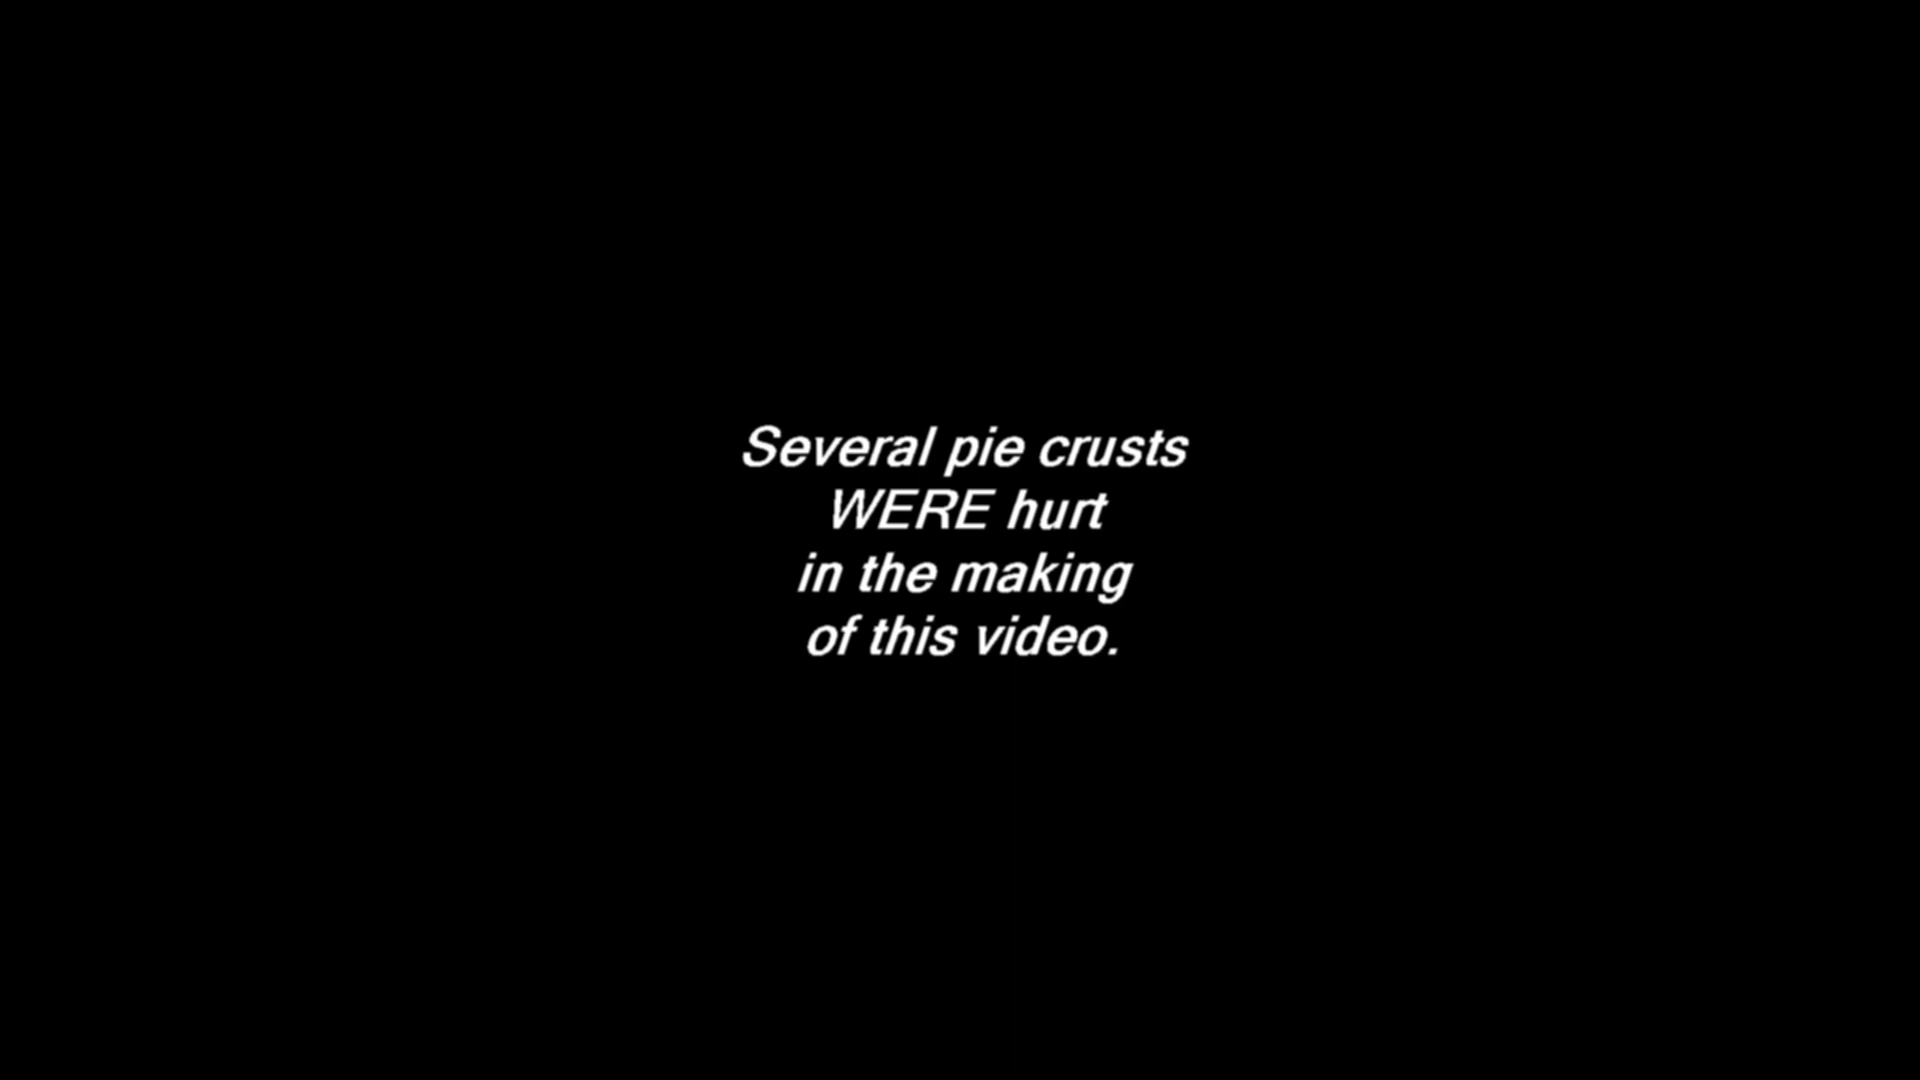 Several pie crusts
WERE hurt
in the making
of this video.